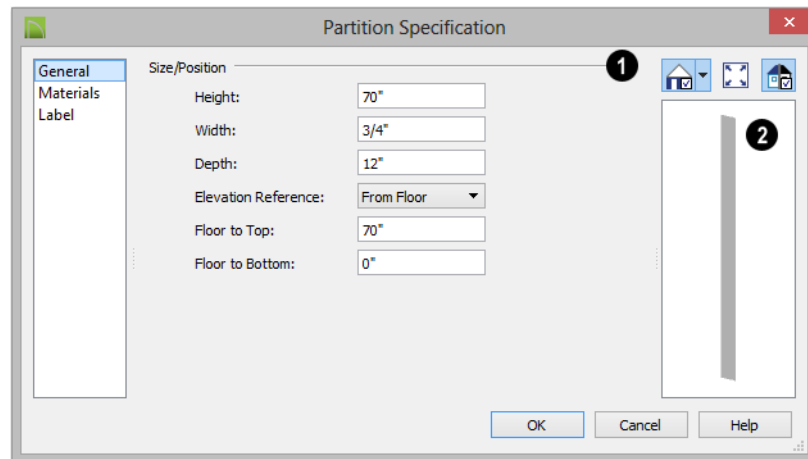 Partition Specification
General
Materials
Label
Size/Position
1
Height: 70"
Width: 3/4"
Depth: 12"
Elevation Reference: From Floor
Floor to Top: 70"
Floor to Bottom: 0"
2
OK Cancel Help